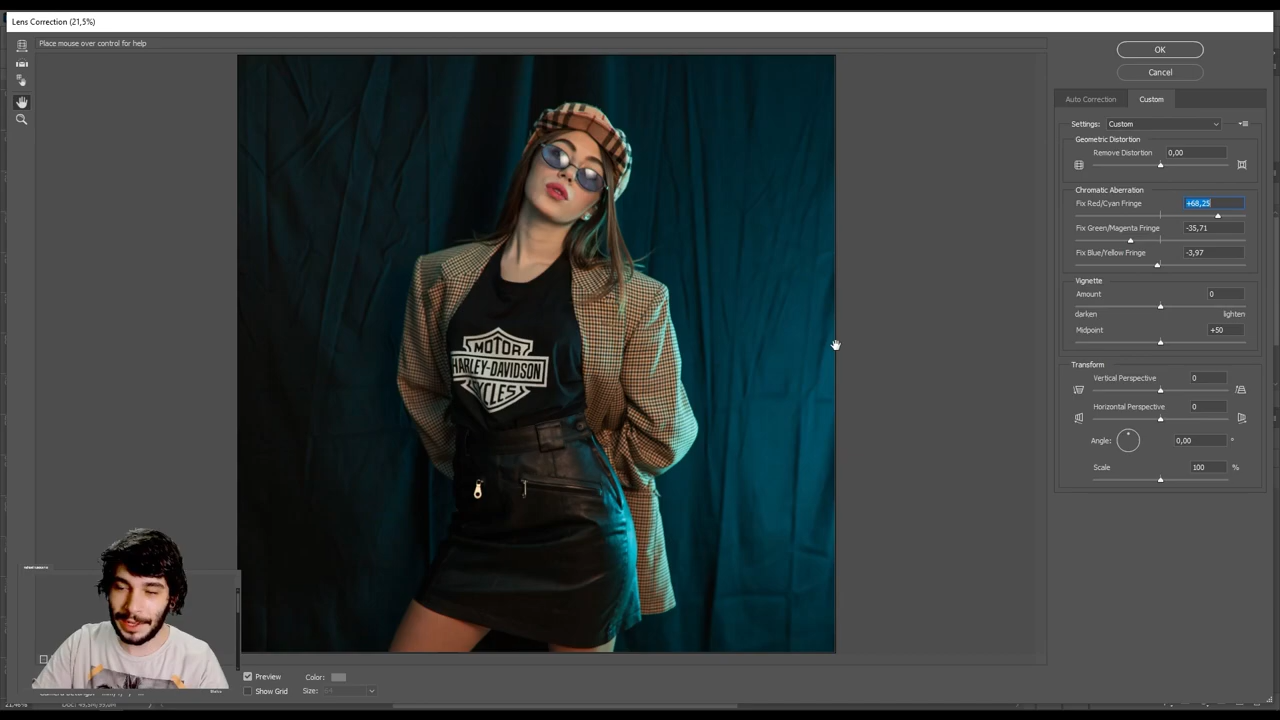 Lens Correction (21,5%)
Place mouse over control for help
OK
Cancel
Auto Correction
Custom
Settings: Custom
Geometric Distortion
Remove Distortion 0,00
Chromatic Aberration
Fix Red/Cyan Fringe +68,25
Fix Green/Magenta Fringe -35,71
Fix Blue/Yellow Fringe -3,97
Vignette
Amount 0
darken lighten
Midpoint +50
Transform
Vertical Perspective 0
Horizontal Perspective 0
Angle: 0,00 °
Scale 100 %
MOTOR
HARLEY-DAVIDSON
CYCLES
Preview Color:
Show Grid Size: